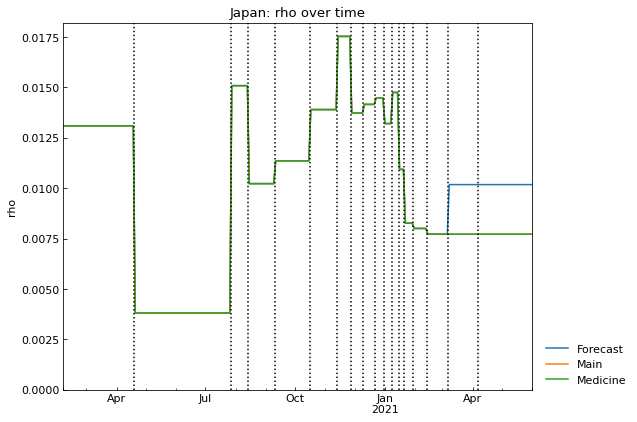 Japan: rho over time
rho
0.0175
0.0150
0.0125
0.0100
0.0075
0.0050
0.0025
0.0000
Apr
Jul
Oct
Jan
2021
Apr
Forecast
Main
Medicine